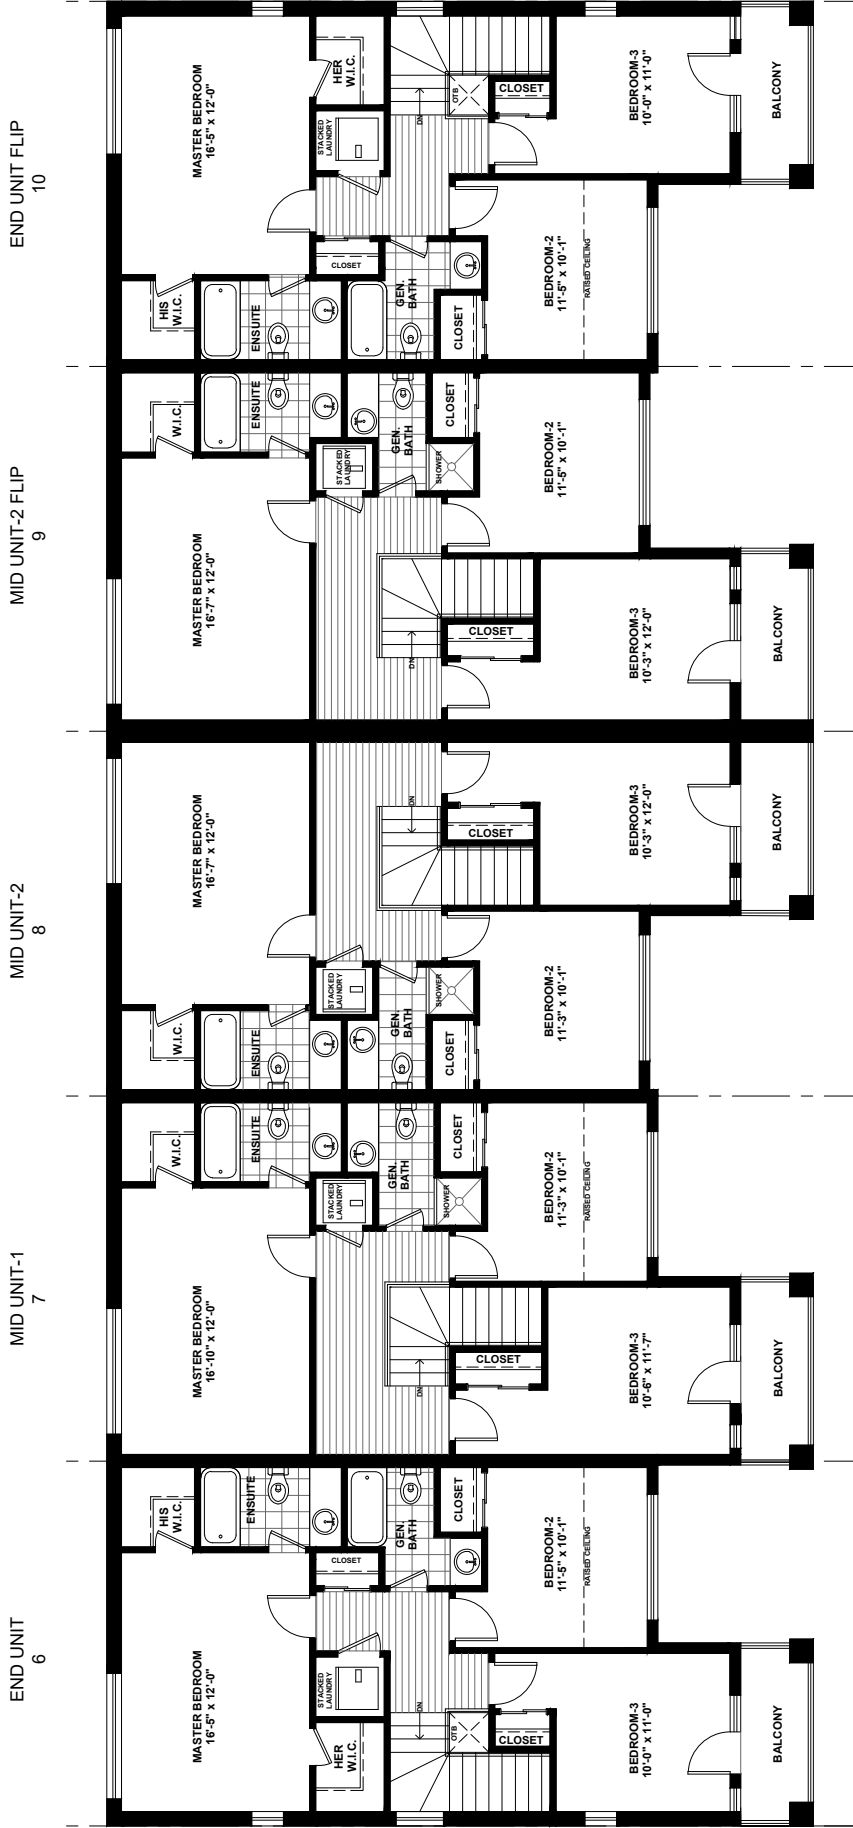 END UNIT FLIP
10
MASTER BEDROOM
16'-5" x 12'-0"
HER
W.I.C.
STACKED
LAUNDRY
DN
OTB
CLOSET
BEDROOM-3
10'-0" x 11'-0"
BALCONY
HIS
W.I.C.
ENSUITE
CLOSET
GEN.
BATH
CLOSET
BEDROOM-2
11'-5" x 10'-1"
RAISED CEILING
MID UNIT-2 FLIP
9
W.I.C.
ENSUITE
GEN.
BATH
CLOSET
STACKED
LAUNDRY
SHOWER
BEDROOM-2
11'-5" x 10'-1"
MASTER BEDROOM
16'-7" x 12'-0"
DN
CLOSET
BEDROOM-3
10'-3" x 12'-0"
BALCONY
MID UNIT-2
8
MASTER BEDROOM
16'-7" x 12'-0"
DN
CLOSET
BEDROOM-3
10'-3" x 12'-0"
BALCONY
W.I.C.
ENSUITE
STACKED
LAUNDRY
GEN.
BATH
SHOWER
CLOSET
BEDROOM-2
11'-3" x 10'-1"
MID UNIT-1
7
W.I.C.
ENSUITE
STACKED
LAUNDRY
GEN.
BATH
CLOSET
SHOWER
BEDROOM-2
11'-3" x 10'-1"
RAISED CEILING
MASTER BEDROOM
16'-10" x 12'-0"
DN
CLOSET
BEDROOM-3
10'-6" x 11'-7"
BALCONY
END UNIT
6
HIS
W.I.C.
ENSUITE
CLOSET
GEN.
BATH
CLOSET
BEDROOM-2
11'-5" x 10'-1"
RAISED CEILING
MASTER BEDROOM
16'-5" x 12'-0"
STACKED
LAUNDRY
HER
W.I.C.
DN
OTB
CLOSET
BEDROOM-3
10'-0" x 11'-0"
BALCONY